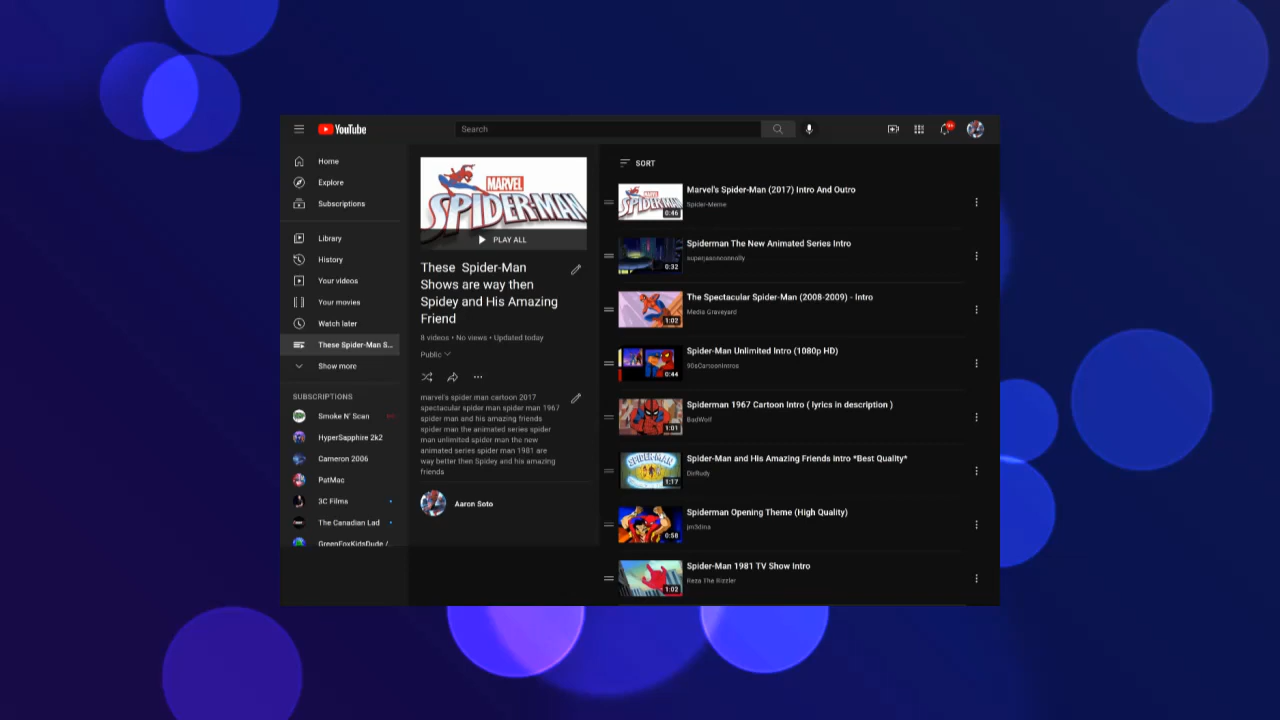 YouTube
Search
Home
Explore
Subscriptions
Library
History
Your videos
Your movies
Watch later
These Spider-Man S...
Show more
SUBSCRIPTIONS
Smoke N' Scan
HyperSapphire 2k2
Cameron 2006
PatMac
3C Films
The Canadian Lad
GreenFoxKidsDude /
MARVEL
SPIDER-MAN
PLAY ALL
These Spider-Man
Shows are way then
Spidey and His Amazing
Friend
8 videos • No views • Updated today
Public
marvel's spider man cartoon 2017
spectacular spider man spider man 1967
spider man and his amazing friends
spider man the animated series spider
man unlimited spider man the new
animated series spider man 1981 are
way better then Spidey and his amazing
friends
Aaron Soto
SORT
Marvel's Spider-Man (2017) Intro And Outro
Spider-Meme
0:46
Spiderman The New Animated Series Intro
superjasonconnolly
0:32
The Spectacular Spider-Man (2008-2009) - Intro
Media Graveyard
1:02
Spider-Man Unlimited Intro (1080p HD)
90sCartoonIntros
0:44
Spiderman 1967 Cartoon Intro ( lyrics in description )
BadWolf
1:01
Spider-Man and His Amazing Friends Intro *Best Quality*
DirRudy
1:17
Spiderman Opening Theme (High Quality)
jm3dina
0:58
Spider-Man 1981 TV Show Intro
Reza The Rizzler
1:02